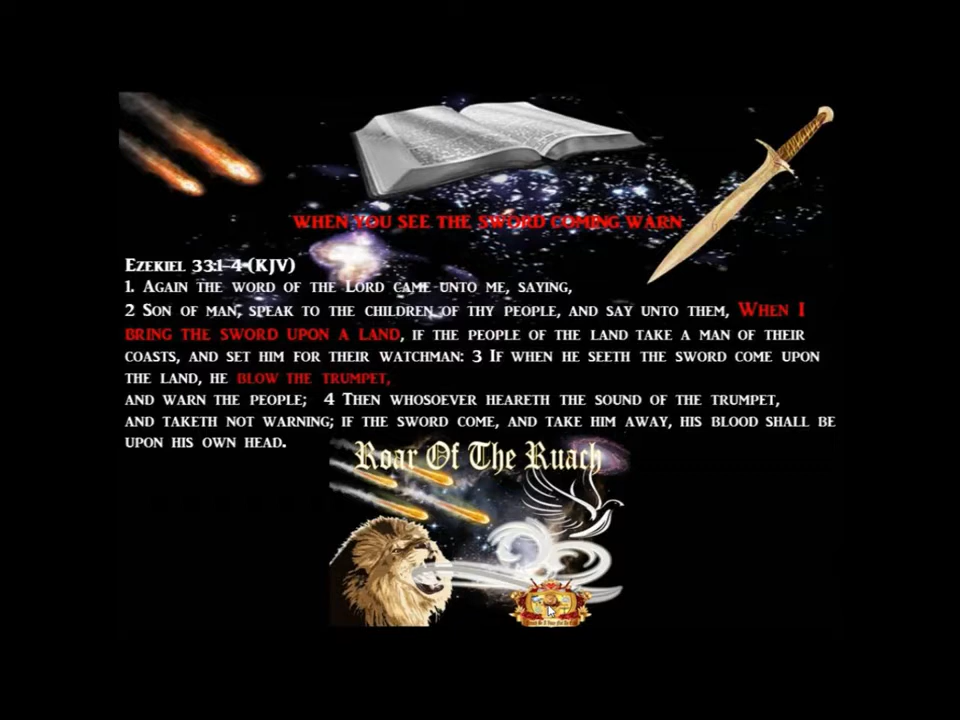 WHEN YOU SEE THE SWORD COMING WARN
Ezekiel 33:1-4 (KJV)
1. Again the word of the Lord came unto me, saying,
2 Son of man, speak to the children of thy people, and say unto them, When I
bring the sword upon a land, if the people of the land take a man of their
coasts, and set him for their watchman: 3 If when he seeth the sword come upon
the land, he blow the trumpet,
and warn the people; 4 Then whosoever heareth the sound of the trumpet,
and taketh not warning; if the sword come, and take him away, his blood shall be
upon his own head.
Roar Of The Ruach